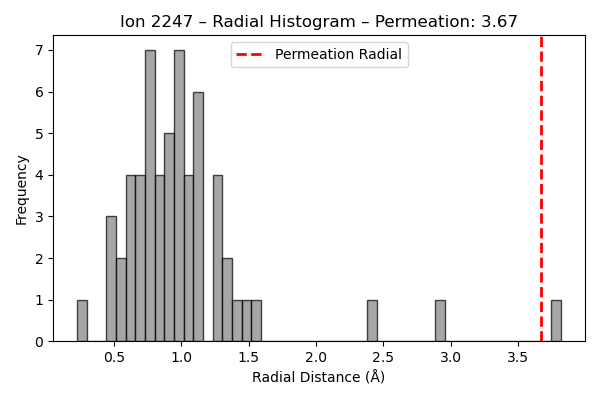 Ion 2247 – Radial Histogram – Permeation: 3.67
Permeation Radial
Frequency
7
6
5
4
3
2
1
0
0.5 1.0 1.5 2.0 2.5 3.0 3.5
Radial Distance (Å)